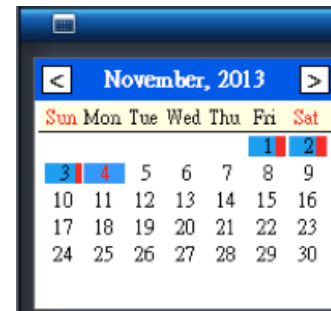 < November, 2013 >
Sun Mon Tue Wed Thu Fri Sat
1 2
3 4 5 6 7 8 9
10 11 12 13 14 15 16
17 18 19 20 21 22 23
24 25 26 27 28 29 30